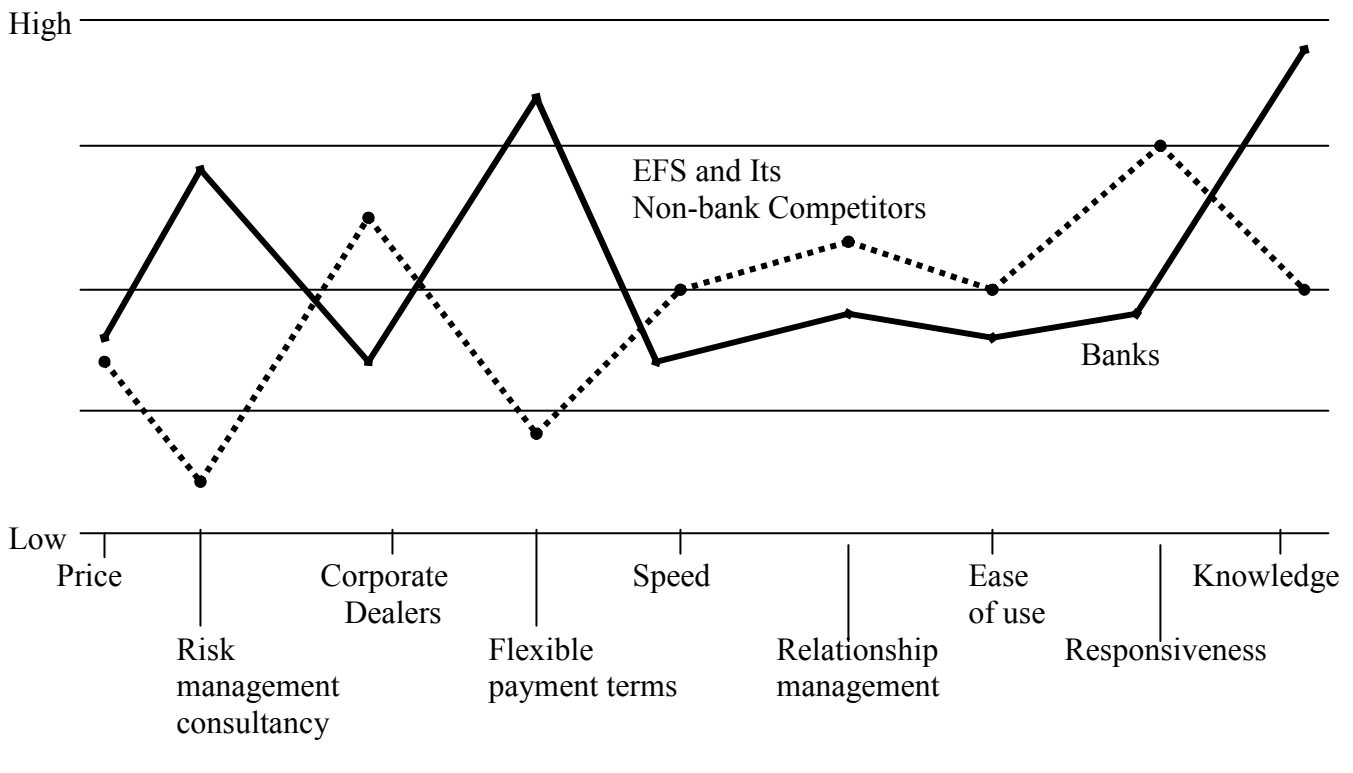 High
EFS and Its
Non-bank Competitors
Banks
Low
Price
Corporate
Dealers
Speed
Ease
of use
Knowledge
Risk
management
consultancy
Flexible
payment terms
Relationship
management
Responsiveness